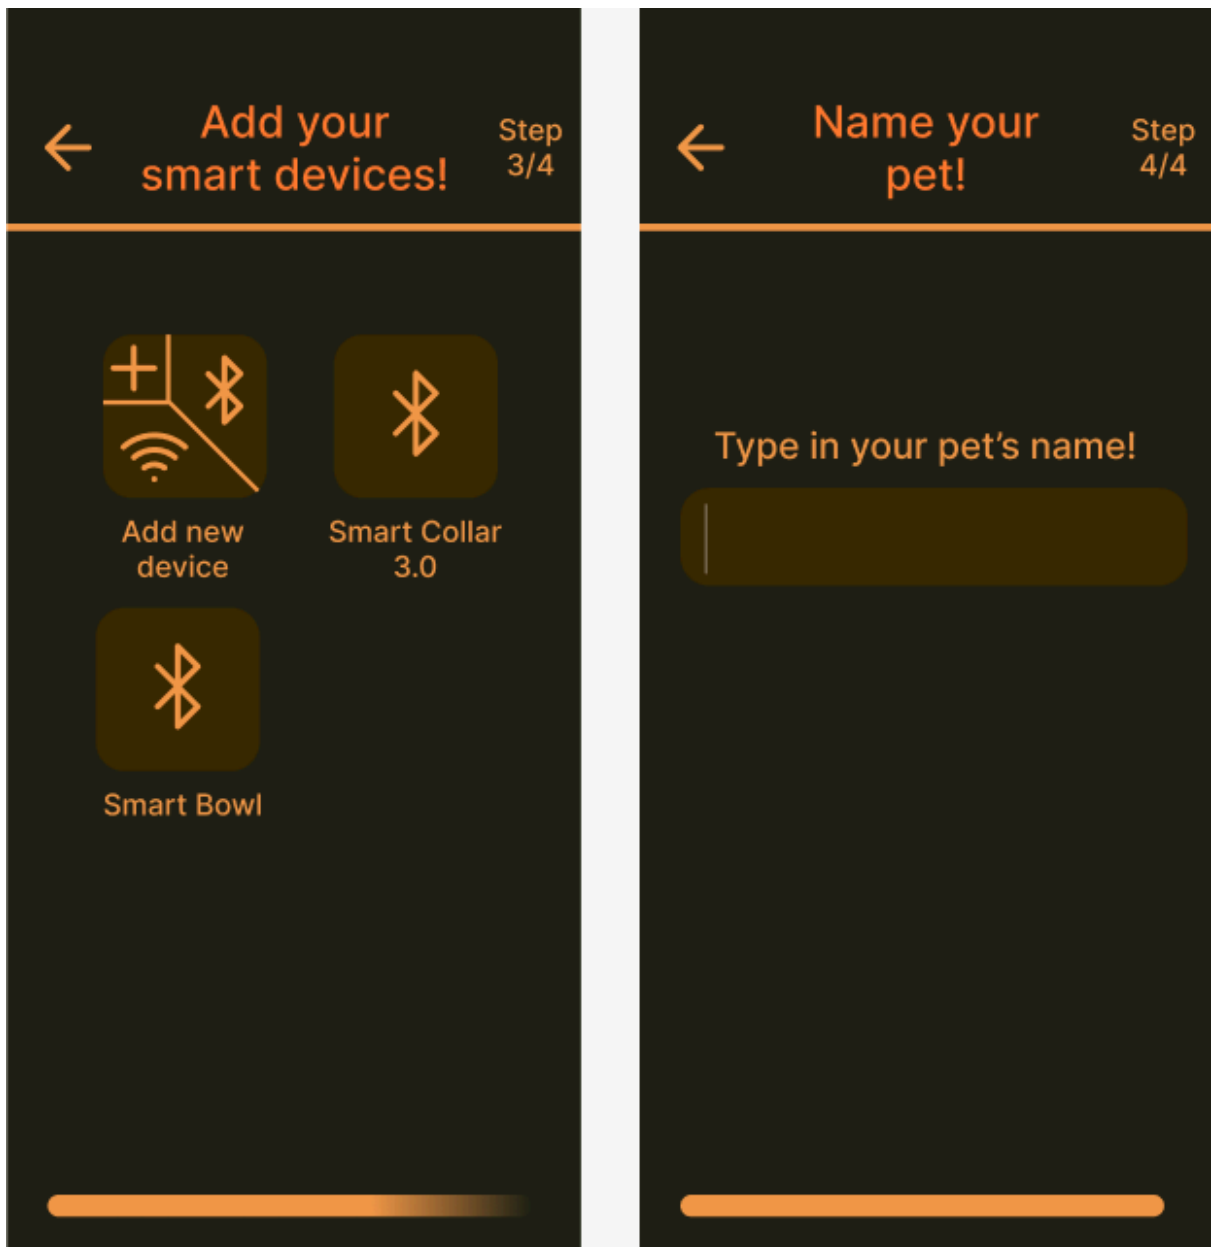 Add your
smart devices!
Step
3/4
Add new
device
Smart Collar
3.0
Smart Bowl
Name your
pet!
Step
4/4
Type in your pet’s name!